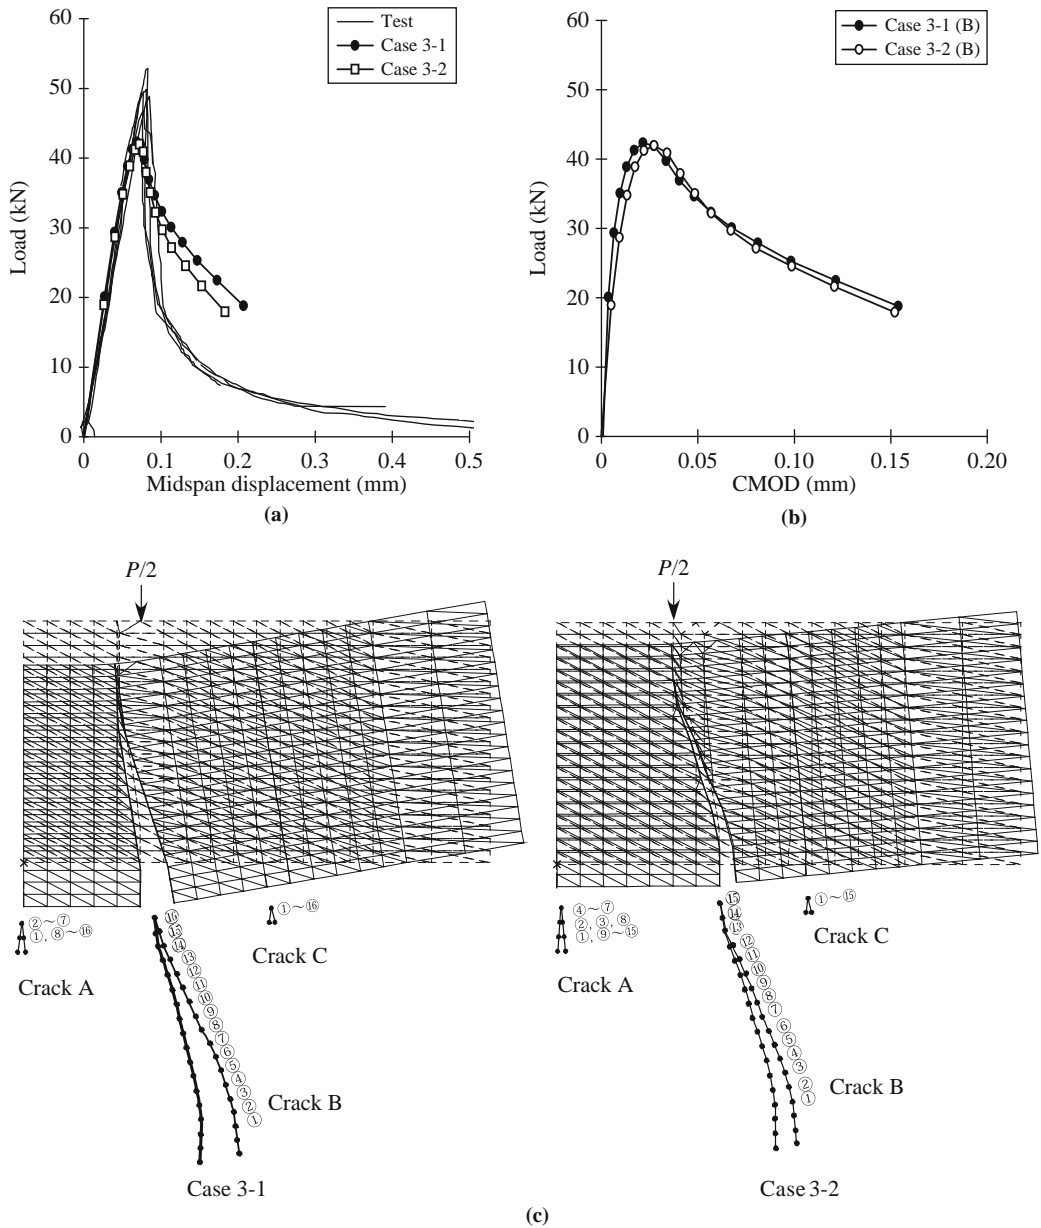 60
50
40
30
20
10
0
Load (kN)
Test
Case 3-1
Case 3-2
0
0.1
0.2
0.3
0.4
0.5
Midspan displacement (mm)
(a)
60
50
40
30
20
10
0
Load (kN)
Case 3-1 (B)
Case 3-2 (B)
0
0.05
0.10
0.15
0.20
CMOD (mm)
(b)
P/2
②~⑦
①, ⑧~⑯
Crack A
①~⑯
Crack C
⑯
⑮
⑭
⑬
⑫
⑪
⑩
⑨
⑧
⑦
⑥
⑤
④
③
②
①
Crack B
Case 3-1
P/2
④~⑦
②, ③, ⑧
①, ⑨~⑮
Crack A
①~⑮
Crack C
⑮
⑭
⑬
⑫
⑪
⑩
⑨
⑧
⑦
⑥
⑤
④
③
②
①
Crack B
Case 3-2
(c)